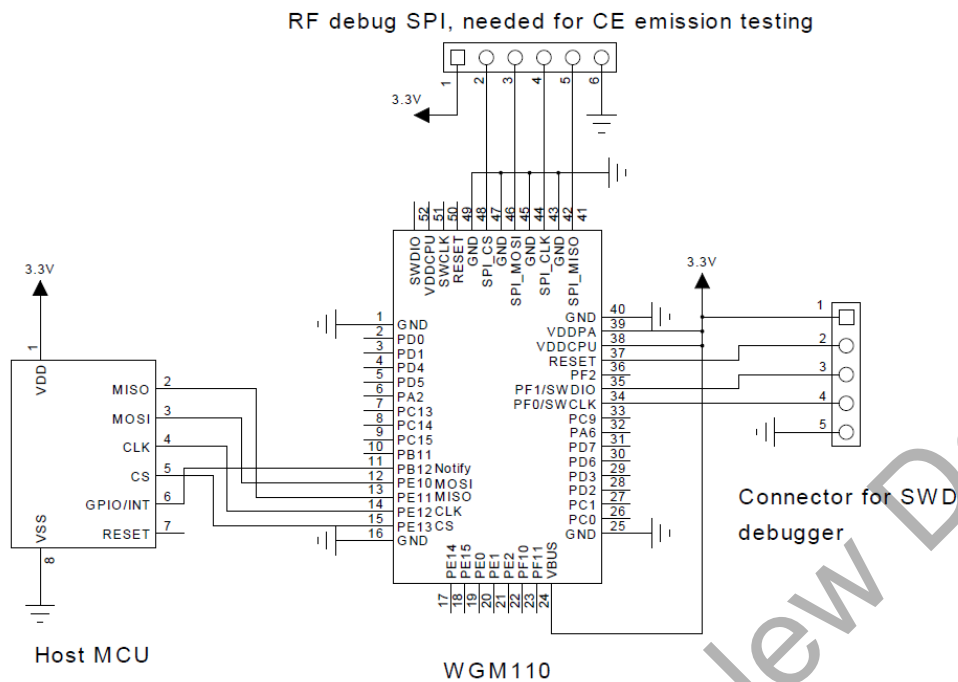 RF debug SPI, needed for CE emission testing
1 2 3 4 5 6
3.3V
52 51 50 49 48 47 46 45 44 43 42 41
SWDIO
VDDCPU
SWCLK
RESET
GND
SPI_CS
GND
SPI_MOSI
GND
SPI_CLK
GND
SPI_MISO
3.3V
1
VDD
MISO 2
MOSI 3
CLK 4
CS 5
GPIO/INT 6
RESET 7
VSS
8
Host MCU
1 GND
2 PD0
3 PD1
4 PD4
5 PD5
6 PA2
7 PC13
8 PC14
9 PC15
10 PB11
11 PB12 Notify
12 PE10 MOSI
13 PE11 MISO
14 PE12 CLK
15 PE13 CS
16 GND
GND 40
VDDPA 39
VDDCPU 38
RESET 37
PF2 36
PF1/SWDIO 35
PF0/SWCLK 34
PC9 33
PA6 32
PD7 31
PD6 30
PD3 29
PD2 28
PC1 27
PC0 26
GND 25
PE14
PE15
PE0
PE1
PE2
PF10
PF11
VBUS
17 18 19 20 21 22 23 24
WGM110
3.3V
1
2
3
4
5
Connector for SWD
debugger
ew D